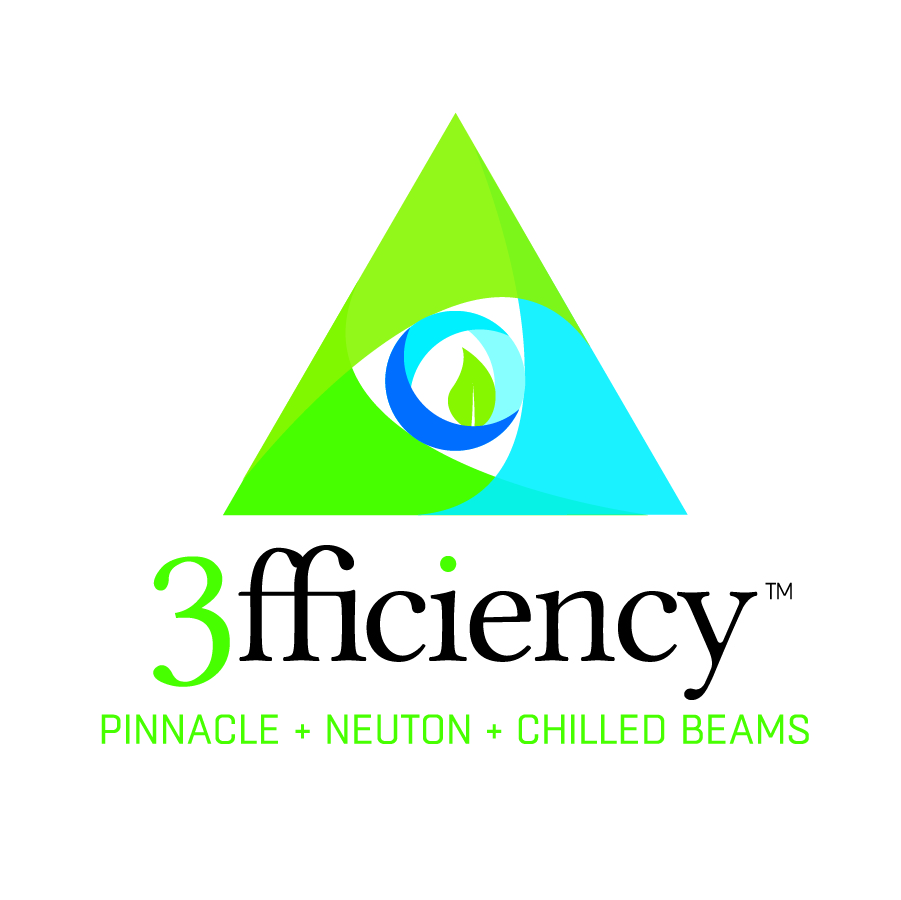 3fficiency™
PINNACLE + NEUTON + CHILLED BEAMS